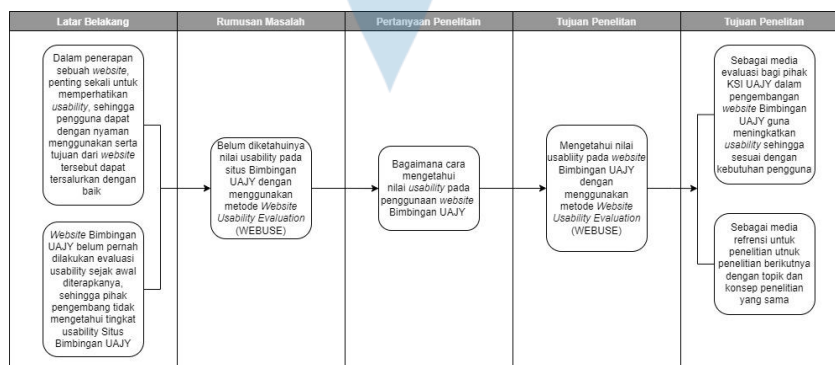 Latar Belakang
Rumusan Masalah
Pertanyaan Penelitain
Tujuan Penelitan
Tujuan Penelitan
Dalam penerapan
sebuah website,
penting sekali untuk
memperhatikan
usability, sehingga
pengguna dapat
dengan nyaman
menggunakan serta
tujuan dari website
tersebut dapat
tersalurkan dengan
baik
Website Bimbingan
UAJY belum pernah
dilakukan evaluasi
usability sejak awal
diterapkanya,
sehingga pihak
pengembang tidak
mengetahui tingkat
usability Situs
Bimbingan UAJY
Belum diketahuinya
nilai usability pada
situs Bimbingan
UAJY dengan
menggunakan
metode Website
Usability Evaluation
(WEBUSE)
Bagaimana cara
mengetahui
nilai usability pada
penggunaan website
Bimbingan UAJY
Mengetahui nilai
usabliity pada website
Bimbingan UAJY
dengan
menggunakan
metode Website
Usability Evaluation
(WEBUSE)
Sebagai media
evaluasi bagi pihak
KSI UAJY dalam
pengembangan
website Bimbingan
UAJY guna
meningkatkan
usability sehingga
sesuai dengan
kebutuhan pengguna
Sebagai media
refrensi untuk
penelitian utnuk
penelitian berikutnya
dengan topik dan
konsep penelitian
yang sama